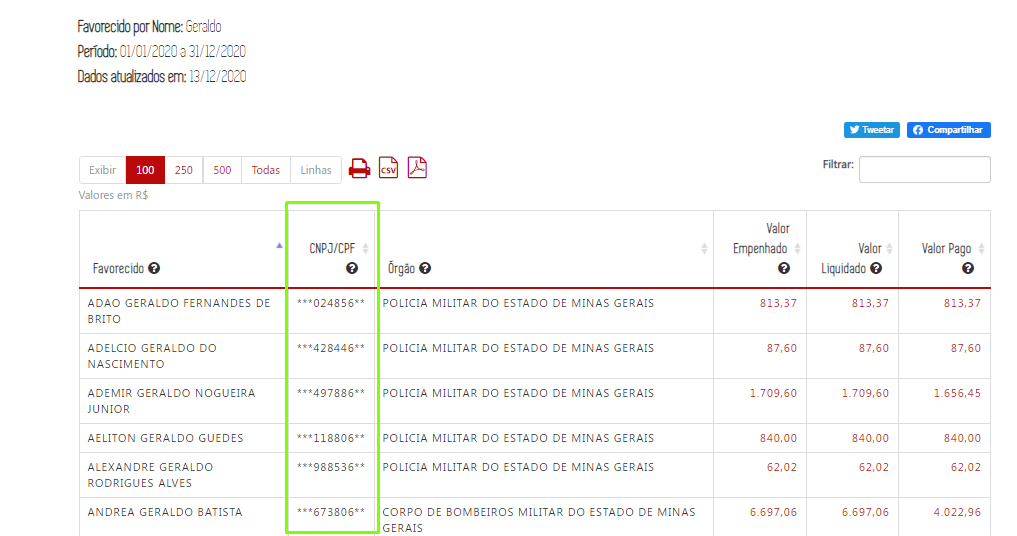 Favorecido por Nome: Geraldo
Período: 01/01/2020 a 31/12/2020
Dados atualizados em: 13/12/2020
Tweetar Compartilhar
Exibir 100 250 500 Todas Linhas CSV Filtrar:
Valores em R$
Favorecido CNPJ/CPF Órgão Valor Empenhado Valor Liquidado Valor Pago
ADAO GERALDO FERNANDES DE BRITO ***024856** POLICIA MILITAR DO ESTADO DE MINAS GERAIS 813,37 813,37 813,37
ADELCIO GERALDO DO NASCIMENTO ***428446** POLICIA MILITAR DO ESTADO DE MINAS GERAIS 87,60 87,60 87,60
ADEMIR GERALDO NOGUEIRA JUNIOR ***497886** POLICIA MILITAR DO ESTADO DE MINAS GERAIS 1.709,60 1.709,60 1.656,45
AELITON GERALDO GUEDES ***118806** POLICIA MILITAR DO ESTADO DE MINAS GERAIS 840,00 840,00 840,00
ALEXANDRE GERALDO RODRIGUES ALVES ***988536** POLICIA MILITAR DO ESTADO DE MINAS GERAIS 62,02 62,02 62,02
ANDREA GERALDO BATISTA ***673806** CORPO DE BOMBEIROS MILITAR DO ESTADO DE MINAS GERAIS 6.697,06 6.697,06 4.022,96